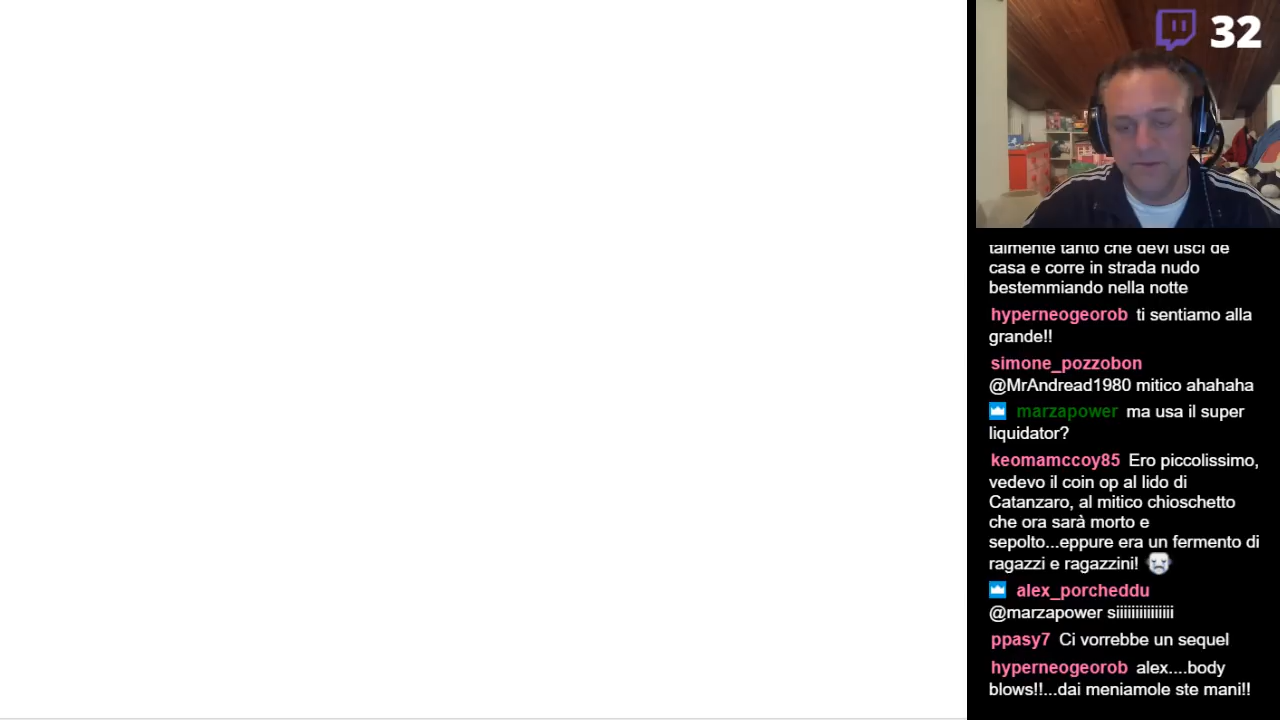 32
talmente tanto che devi usci de
casa e corre in strada nudo
bestemmiando nella notte
hyperneogeorob ti sentiamo alla
grande!!
simone_pozzobon
@MrAndread1980 mitico ahahaha
marzapower ma usa il super
liquidator?
keomamccoy85 Ero piccolissimo,
vedevo il coin op al lido di
Catanzaro, al mitico chioschetto
che ora sarà morto e
sepolto...eppure era un fermento di
ragazzi e ragazzini!
alex_porcheddu
@marzapower siiiiiiiiiiiiiii
ppasy7 Ci vorrebbe un sequel
hyperneogeorob alex....body
blows!!...dai meniamole ste mani!!